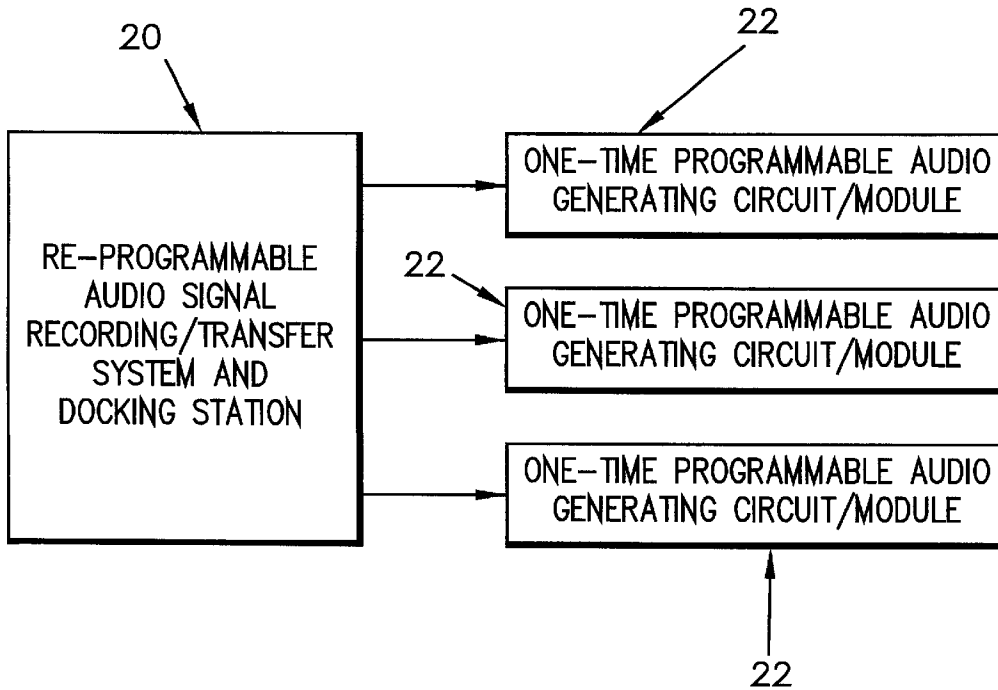 20
22
RE-PROGRAMMABLE
AUDIO SIGNAL
RECORDING/TRANSFER
SYSTEM AND
DOCKING STATION
ONE-TIME PROGRAMMABLE AUDIO
GENERATING CIRCUIT/MODULE
22
ONE-TIME PROGRAMMABLE AUDIO
GENERATING CIRCUIT/MODULE
ONE-TIME PROGRAMMABLE AUDIO
GENERATING CIRCUIT/MODULE
22